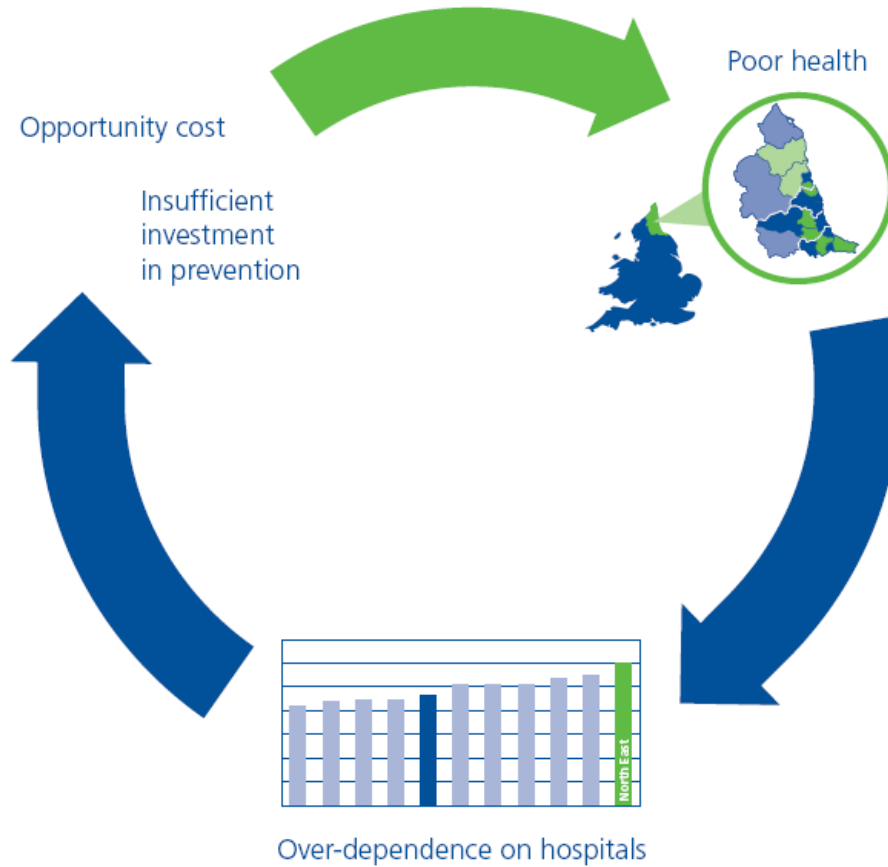 Poor health
Opportunity cost
Insufficient
investment
in prevention
North East
Over-dependence on hospitals